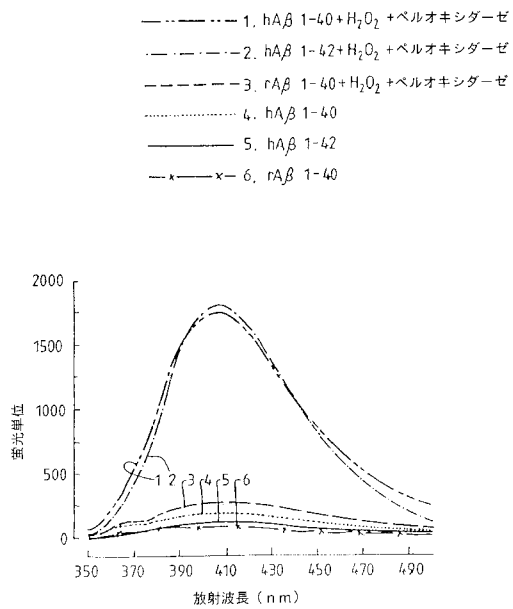 1. hAβ 1-40+H₂O₂ +ペルオキシダーゼ
2. hAβ 1-42+H₂O₂ +ペルオキシダーゼ
3. rAβ 1-40+H₂O₂ +ペルオキシダーゼ
4. hAβ 1-40
5. hAβ 1-42
6. rAβ 1-40
2000
1500
1000
500
0
蛍光単位
1 2 3 4 5 6
350 370 390 410 430 450 470 490
放射波長 (nm)